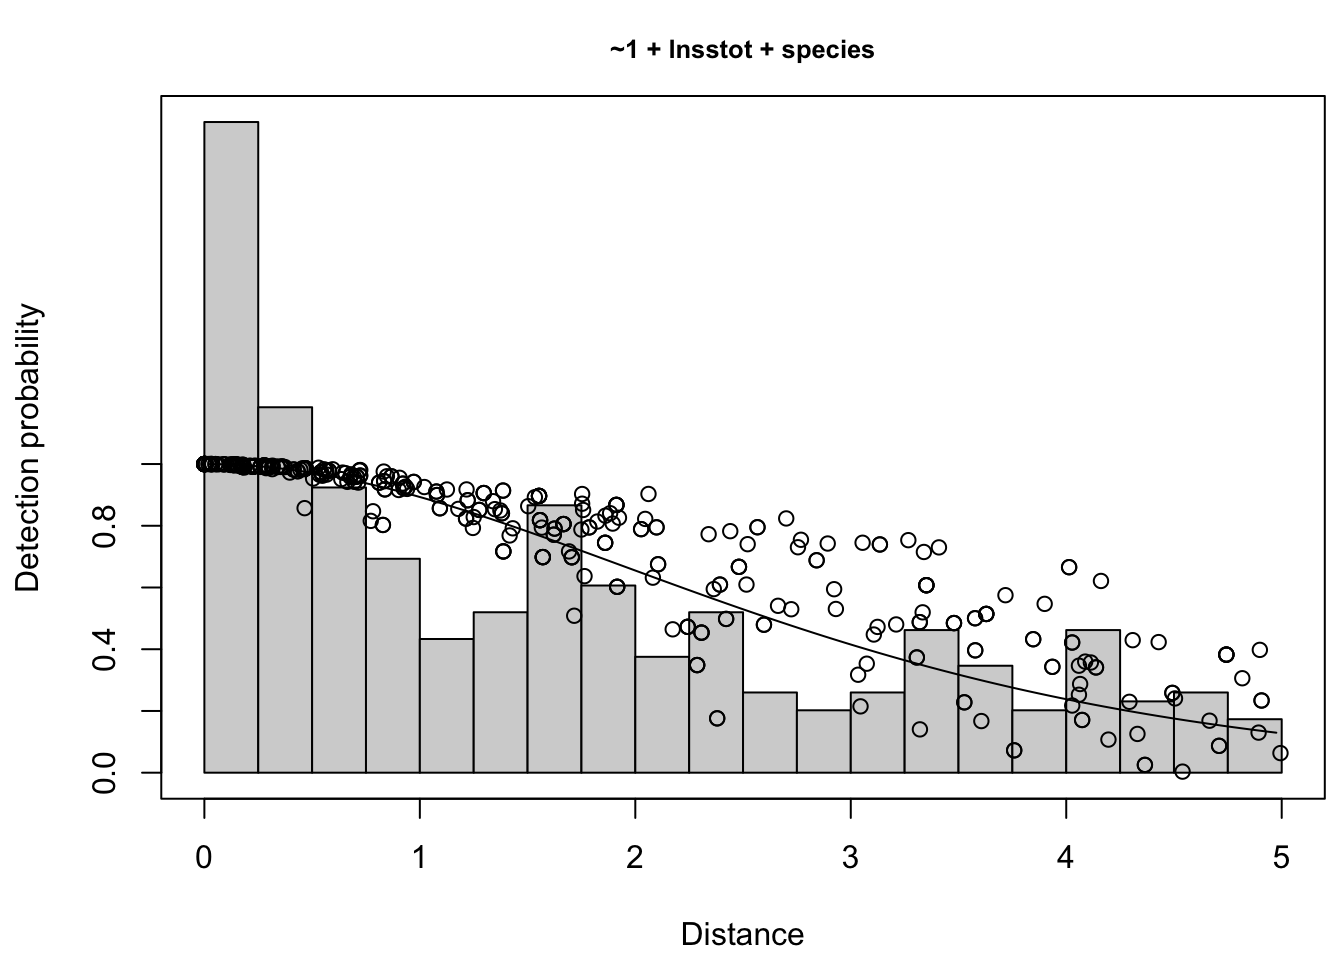 ~1 + lnsstot + species
Detection probability
0.8
0.4
0.0
0 1 2 3 4 5
Distance